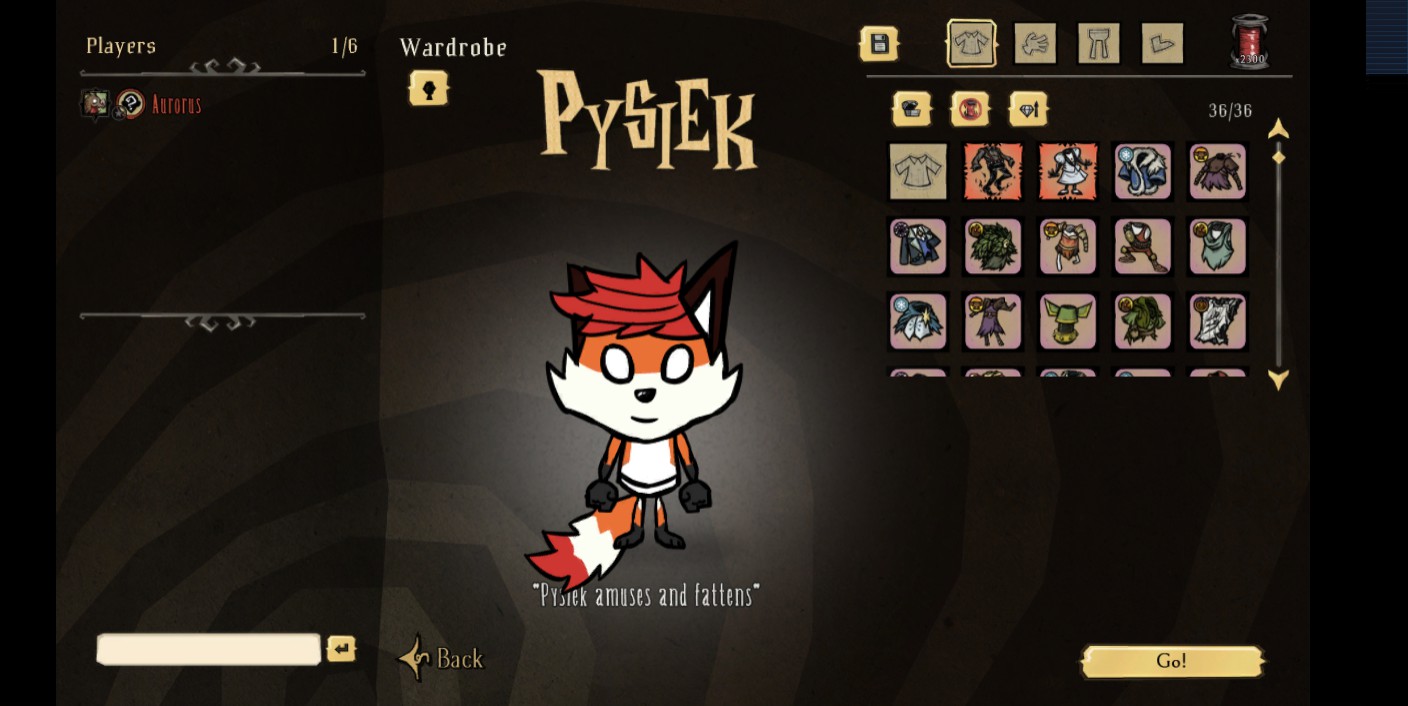 Players 1/6
Aurorus
Wardrobe
PYSIEK
2300
36/36
"Pysiek amuses and fattens"
Back
Go!